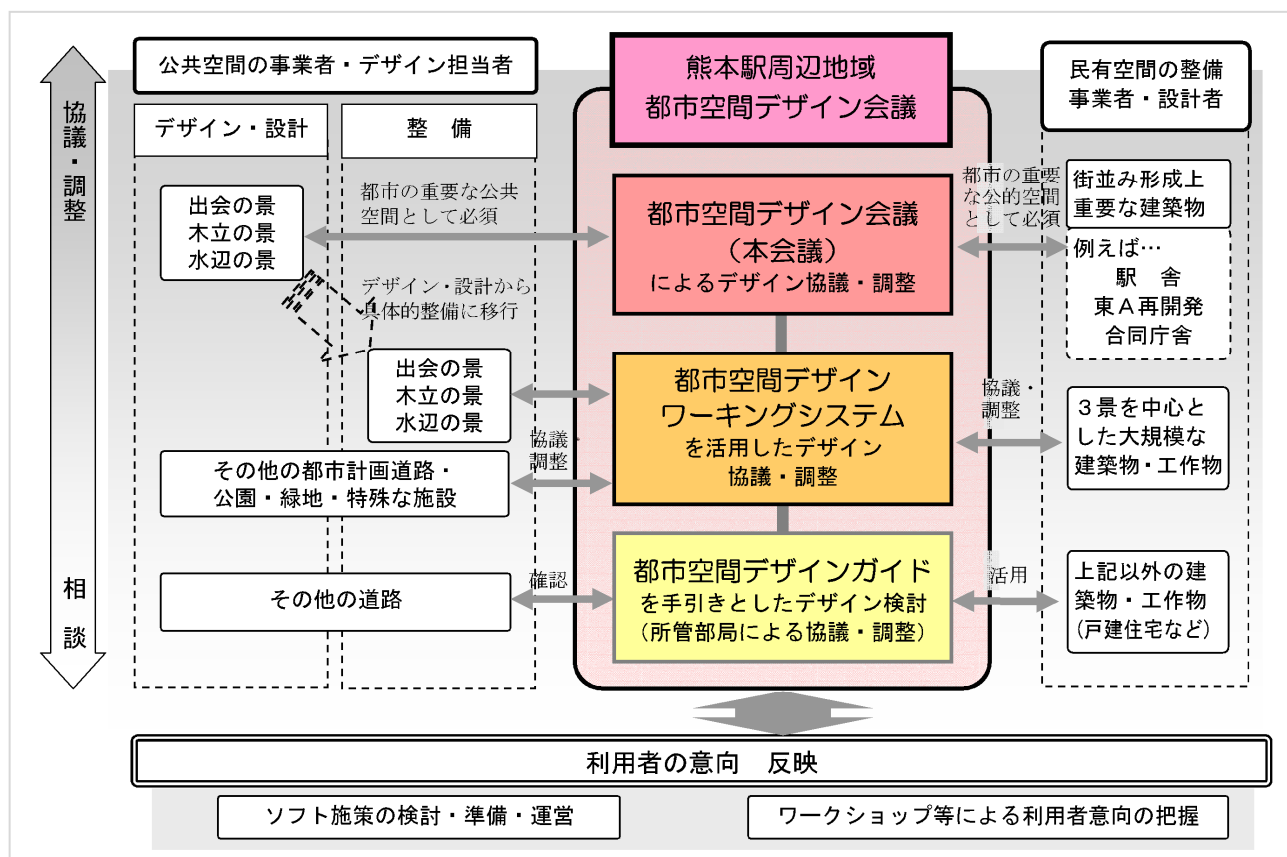 協議・調整
相談
公共空間の事業者・デザイン担当者
デザイン・設計
整 備
出会の景
木立の景
水辺の景
都市の重要な公共
空間として必須
デザイン・設計から
具体的整備に移行
出会の景
木立の景
水辺の景
協議・
調整
その他の都市計画道路・
公園・緑地・特殊な施設
その他の道路
確認
熊本駅周辺地域
都市空間デザイン会議
都市空間デザイン会議
（本会議）
によるデザイン協議・調整
都市空間デザイン
ワーキングシステム
を活用したデザイン
協議・調整
都市空間デザインガイド
を手引きとしたデザイン検討
（所管部局による協議・調整）
民有空間の整備
事業者・設計者
都市の重要
な公的空間
として必須
街並み形成上
重要な建築物
例えば…
駅 舎
東Ａ再開発
合同庁舎
協議・
調整
３景を中心と
した大規模な
建築物・工作物
活用
上記以外の建
築物・工作物
(戸建住宅など)
利用者の意向 反映
ソフト施策の検討・準備・運営
ワークショップ等による利用者意向の把握